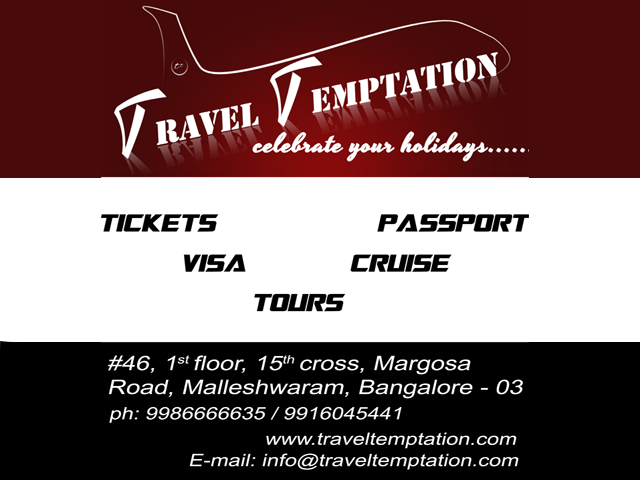 TRAVEL TEMPTATION
celebrate your holidays......
TICKETS PASSPORT
VISA CRUISE
TOURS
#46, 1st floor, 15th cross, Margosa
Road, Malleshwaram, Bangalore - 03
ph: 9986666635 / 9916045441
www.traveltemptation.com
E-mail: info@traveltemptation.com